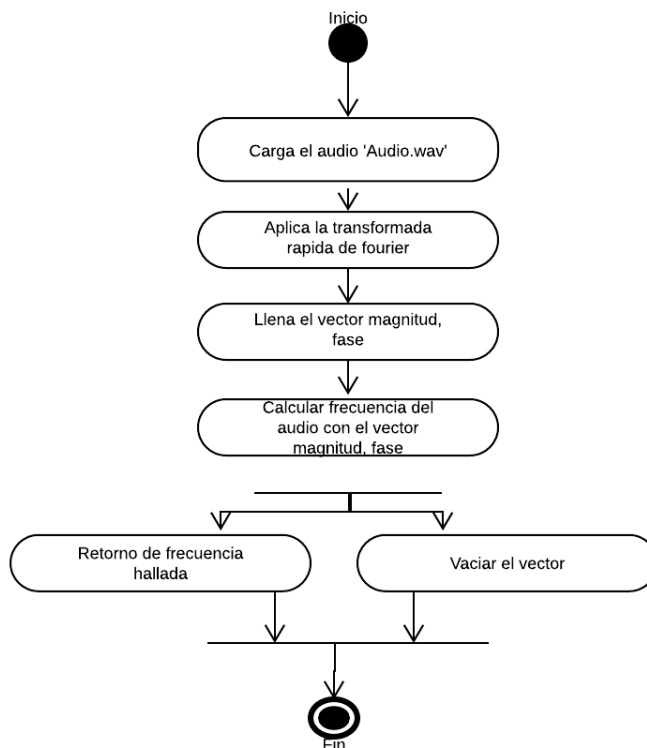 Inicio
Carga el audio 'Audio.wav'
Aplica la transformada
rapida de fourier
Llena el vector magnitud,
fase
Calcular frecuencia del
audio con el vector
magnitud, fase
Retorno de frecuencia
hallada
Vaciar el vector
Fin